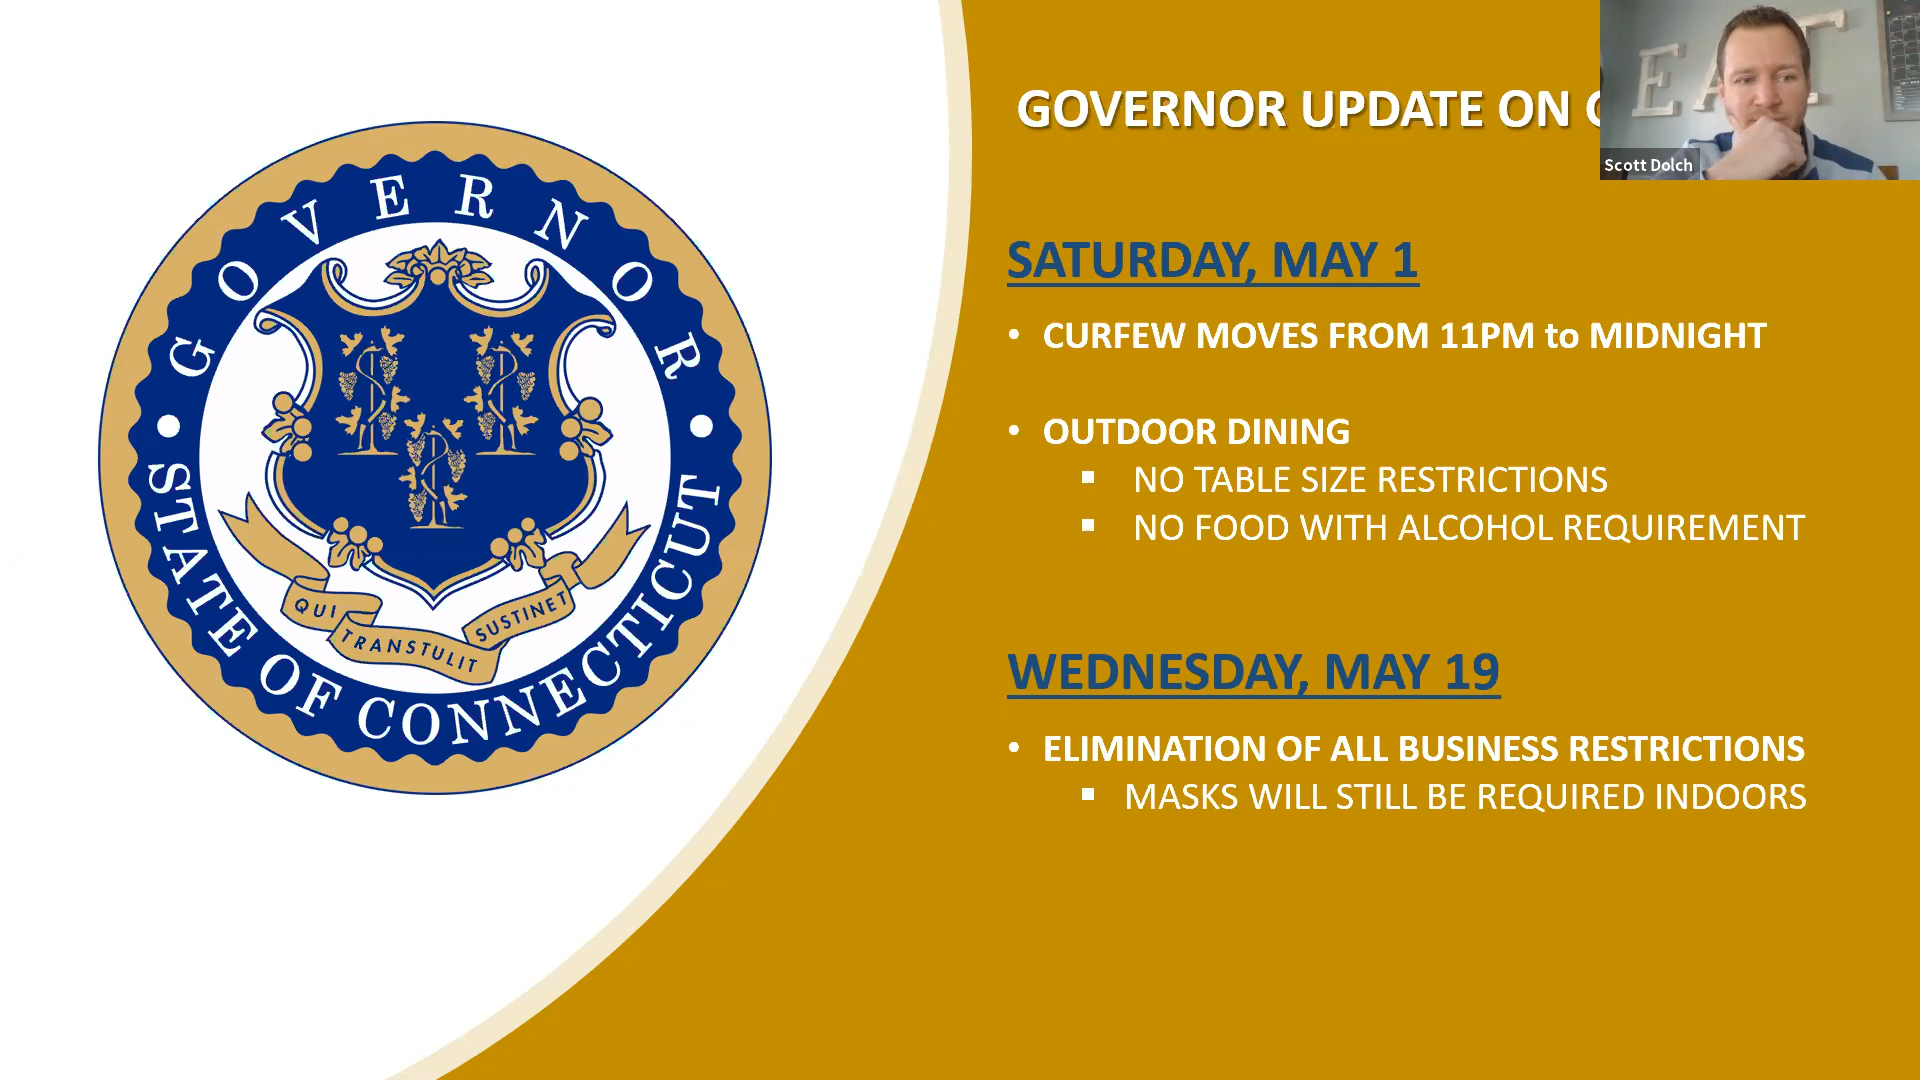 GOVERNOR
STATE OF CONNECTICUT
QUI
TRANSTULIT
SUSTINET
GOVERNOR UPDATE ON
EAT
Scott Dolch
SATURDAY, MAY 1
• CURFEW MOVES FROM 11PM to MIDNIGHT
• OUTDOOR DINING
▪ NO TABLE SIZE RESTRICTIONS
▪ NO FOOD WITH ALCOHOL REQUIREMENT
WEDNESDAY, MAY 19
• ELIMINATION OF ALL BUSINESS RESTRICTIONS
▪ MASKS WILL STILL BE REQUIRED INDOORS